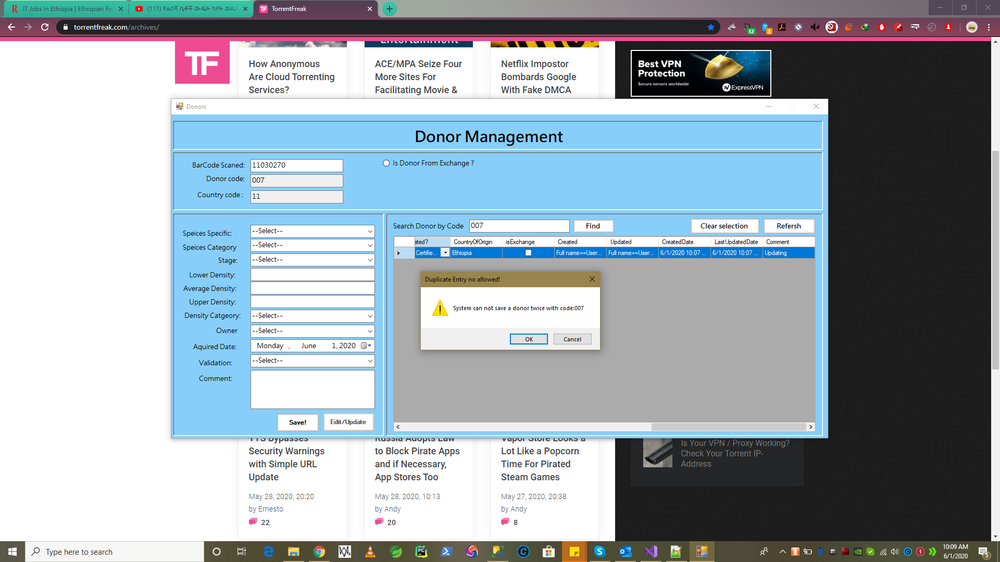 IT Jobs In Ethiopia | Ethiopian Re
(111) የሐበሻ ሴቶች ውዴት ከየት ወዴት
TorrentFreak
torrentfreak.com/archives/
12
3
TF
Entertainment
How Anonymous
Are Cloud Torrenting
Services?
ACE/MPA Seize Four
More Sites For
Facilitating Movie &
Netflix Impostor
Bombards Google
With Fake DMCA
Best VPN
Protection
Secure servers worldwide
ExpressVPN
Donors
Donor Management
BarCode Scaned:
11030270
Is Donor From Exchange ?
Donor code:
007
Country code :
11
Speices Specific:
--Select--
Speices Category
--Select--
Stage:
--Select--
Lower Density:
Average Density:
Upper Density:
Density Catgeory:
--Select--
Owner
--Select--
Aquired Date:
Monday , June 1, 2020
Validation:
--Select--
Comment:
Save!
Edit/Update
Search Donor by Code
007
Find
Clear selection
Refersh
ated?
CountryOfOrigin
isExchange
Created
Updated
CreatedDate
LastUpdatedDate
Comment
Certifie...
Ethiopia
Full name==User...
Full name==User...
6/1/2020 10:07 ...
6/1/2020 10:07 ...
Updating
Duplicate Entry no allowed!
System can not save a donor twice with code:007
OK
Cancel
YTS Bypasses
Security Warnings
with Simple URL
Update
May 28, 2020, 20:20
by Ernesto
22
Russia Adopts Law
to Block Pirate Apps
and if Necessary,
App Stores Too
May 28, 2020, 10:13
by Andy
20
Vapor Store Looks a
Lot Like a Popcorn
Time For Pirated
Steam Games
May 27, 2020, 20:38
by Andy
8
Is Your VPN / Proxy Working?
Check Your Torrent IP-
Address
Type here to search
10:09 AM
6/1/2020
5